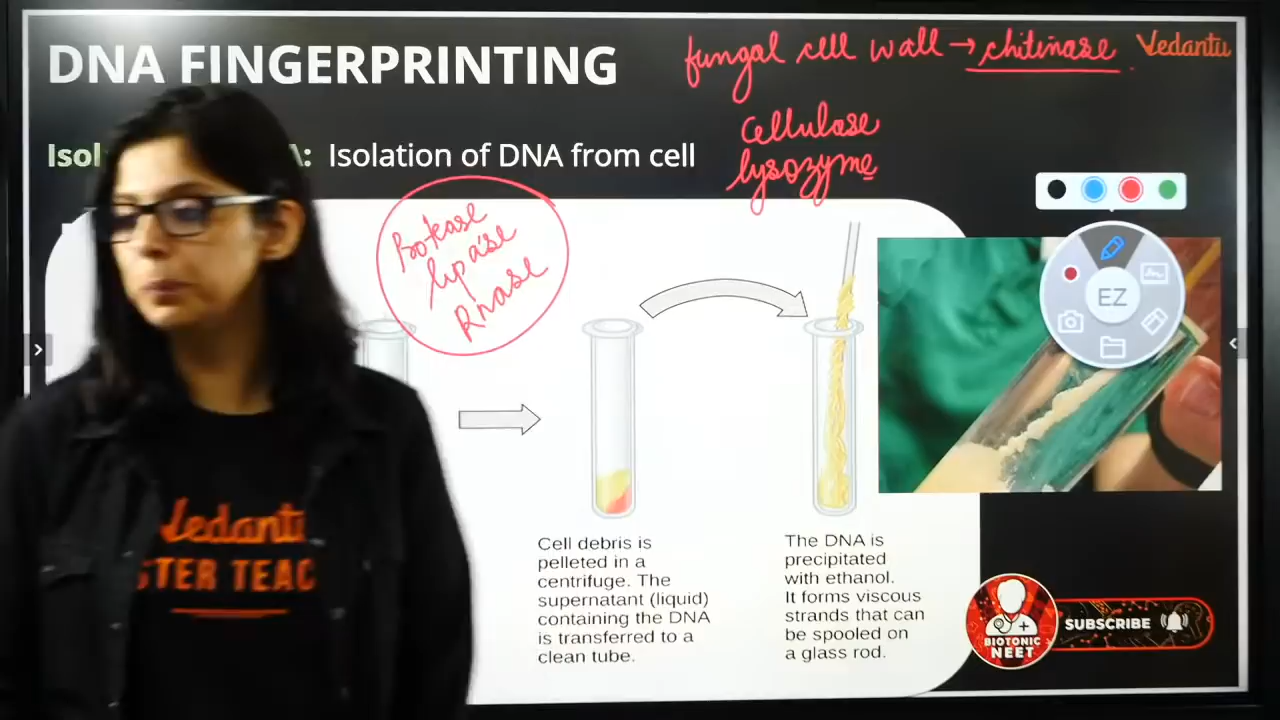 DNA FINGERPRINTING
fungal cell wall → chitinase
Vedantu
Cellulase
lysozyme
Isol A: Isolation of DNA from cell
Protease
lipase
RNase
EZ
Cell debris is
pelleted in a
centrifuge. The
supernatant (liquid)
containing the DNA
is transferred to a
clean tube.
The DNA is
precipitated
with ethanol.
It forms viscous
strands that can
be spooled on
a glass rod.
Vedantu
STER TEAC
BIOTONIC
NEET
SUBSCRIBE